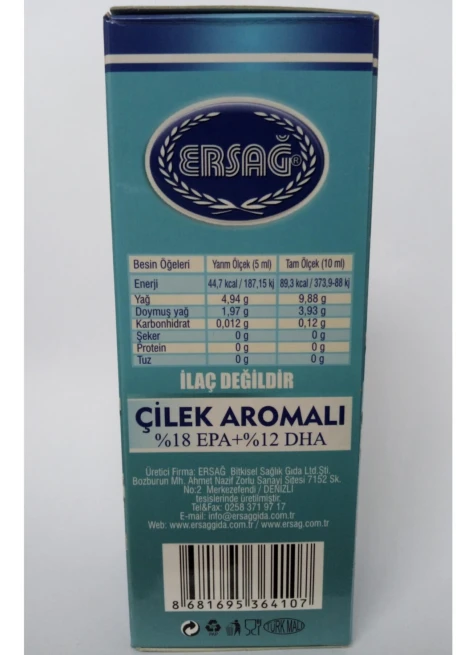 ERSAĞ®
Besin Öğeleri Yarım Ölçek (5 ml) Tam Ölçek (10 ml)
Enerji 44,7 kcal / 187,15 kj 89,3 kcal / 373,9-88 kj
Yağ 4,94 g 9,88 g
Doymuş yağ 1,97 g 3,93 g
Karbonhidrat 0,012 g 0,12 g
Şeker 0 g 0 g
Protein 0 g 0 g
Tuz 0 g 0 g
İLAÇ DEĞİLDİR
ÇİLEK AROMALI
%18 EPA+%12 DHA
Üretici Firma: ERSAĞ Bitkisel Sağlık Gıda Ltd.Şti.
Bozburun Mh. Ahmet Nazif Zorlu Sanayi Sitesi 7152 Sk.
No:2 Merkezefendi / DENİZLİ
tesislerinde üretilmiştir.
Tel&Fax: 0258 371 97 17
E-mail: info@ersaggida.com.tr
Web: www.ersaggida.com.tr / www.ersag.com.tr
8 681695 364107
TÜRK MALI